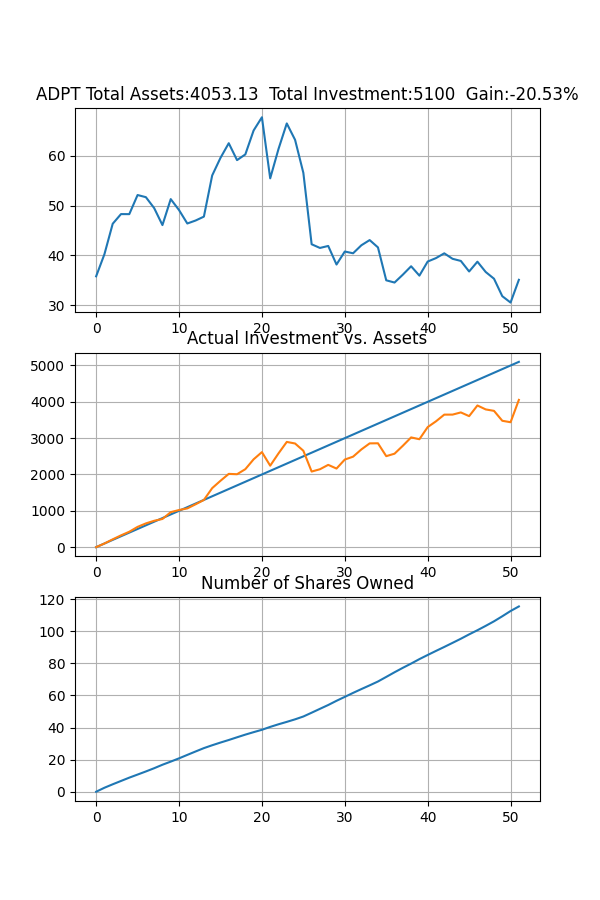 ADPT Total Assets:4053.13 Total Investment:5100 Gain:-20.53%
60
50
40
30
0 10 20 30 40 50
Actual Investment vs. Assets
5000
4000
3000
2000
1000
0
0 10 20 30 40 50
Number of Shares Owned
120
100
80
60
40
20
0
0 10 20 30 40 50